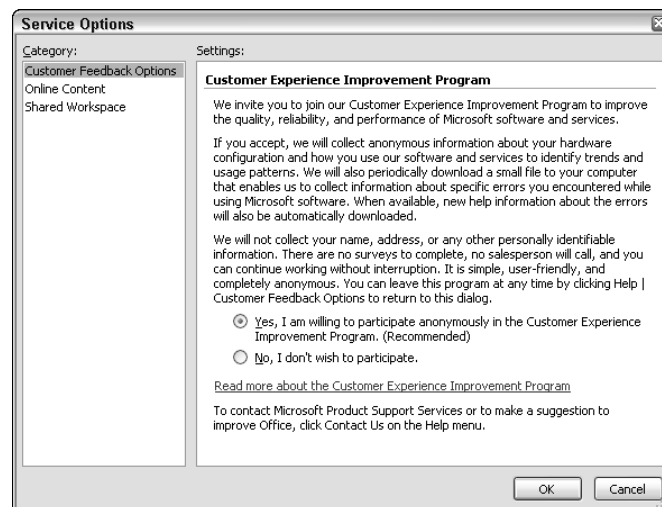 Service Options
Category:
Settings:
Customer Feedback Options
Online Content
Shared Workspace
Customer Experience Improvement Program
We invite you to join our Customer Experience Improvement Program to improve
the quality, reliability, and performance of Microsoft software and services.
If you accept, we will collect anonymous information about your hardware
configuration and how you use our software and services to identify trends and
usage patterns. We will also periodically download a small file to your computer
that enables us to collect information about specific errors you encountered while
using Microsoft software. When available, new help information about the errors
will also be automatically downloaded.
We will not collect your name, address, or any other personally identifiable
information. There are no surveys to complete, no salesperson will call, and you
can continue working without interruption. It is simple, user-friendly, and
completely anonymous. You can leave this program at any time by clicking Help |
Customer Feedback Options to return to this dialog.
Yes, I am willing to participate anonymously in the Customer Experience
Improvement Program. (Recommended)
No, I don't wish to participate.
Read more about the Customer Experience Improvement Program
To contact Microsoft Product Support Services or to make a suggestion to
improve Office, click Contact Us on the Help menu.
OK
Cancel